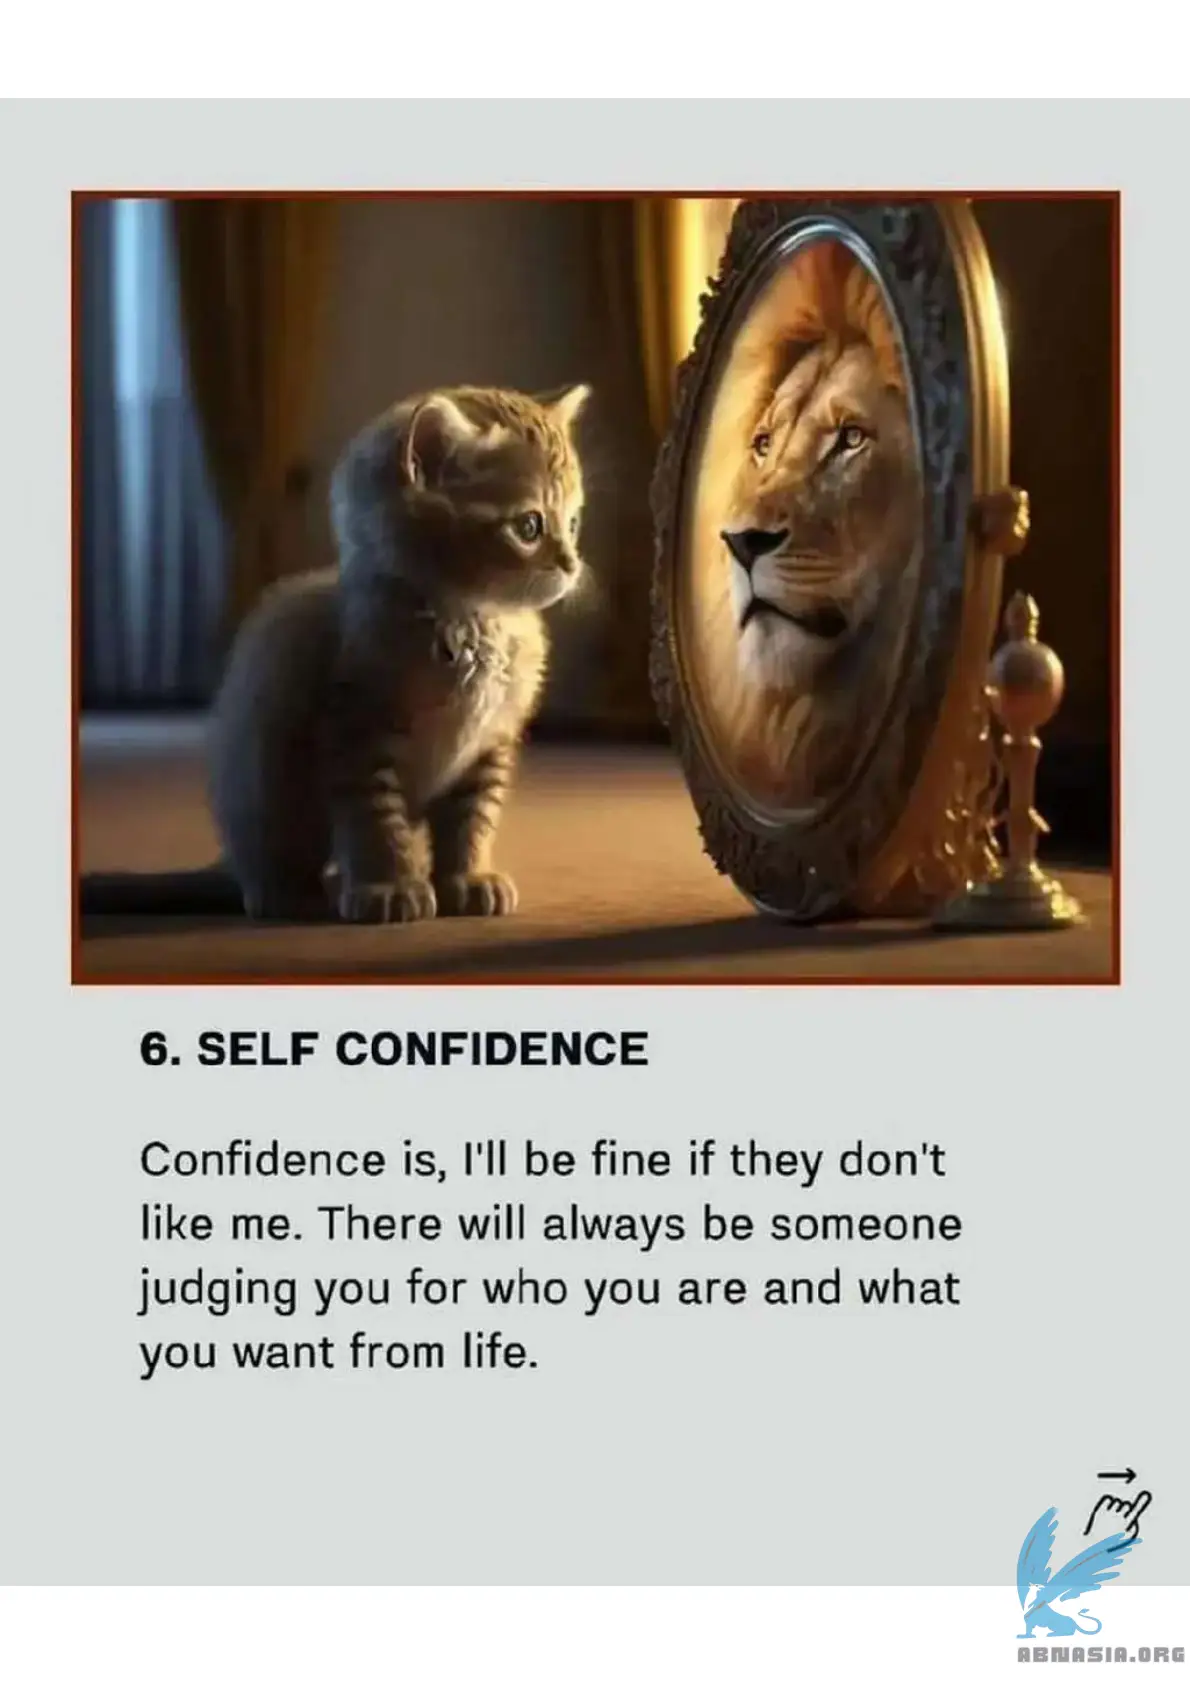 6. SELF CONFIDENCE
Confidence is, I'll be fine if they don't
like me. There will always be someone
judging you for who you are and what
you want from life.
ABNASIA.ORG